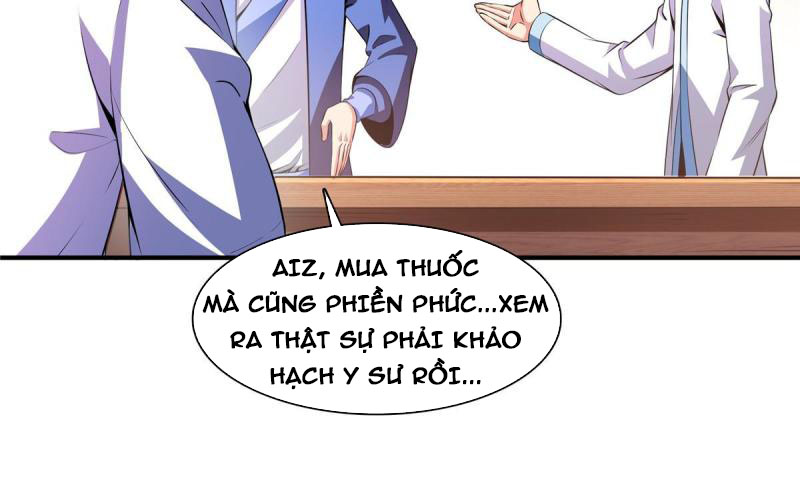 AIZ, MUA THUỐC
MÀ CŨNG PHIỀN PHỨC...XEM
RA THẬT SỰ PHẢI KHẢO
HẠCH Y SƯ RỒI...